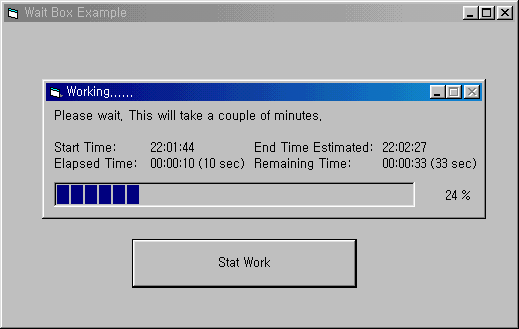 Wait Box Example
Working......
Please wait. This will take a couple of minutes.
Start Time: 22:01:44 End Time Estimated: 22:02:27
Elapsed Time: 00:00:10 (10 sec) Remaining Time: 00:00:33 (33 sec)
24 %
Stat Work